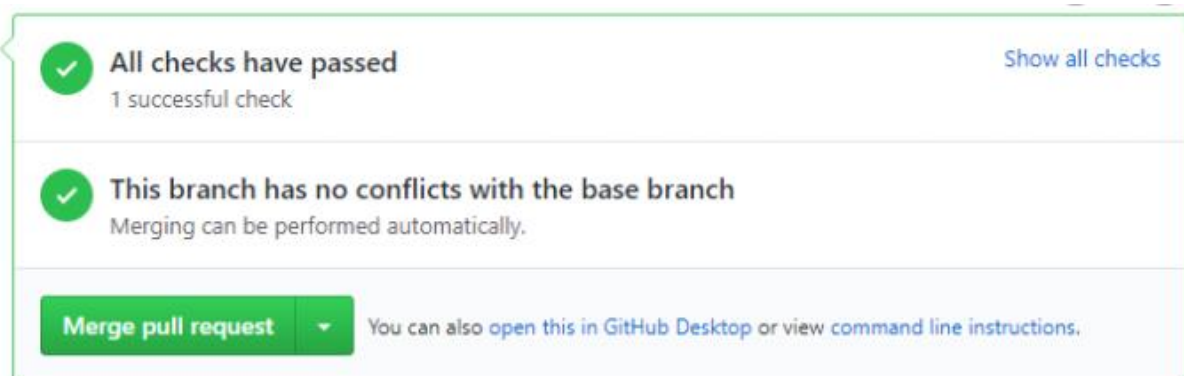 All checks have passed
Show all checks
1 successful check
This branch has no conflicts with the base branch
Merging can be performed automatically.
Merge pull request
You can also open this in GitHub Desktop or view command line instructions.